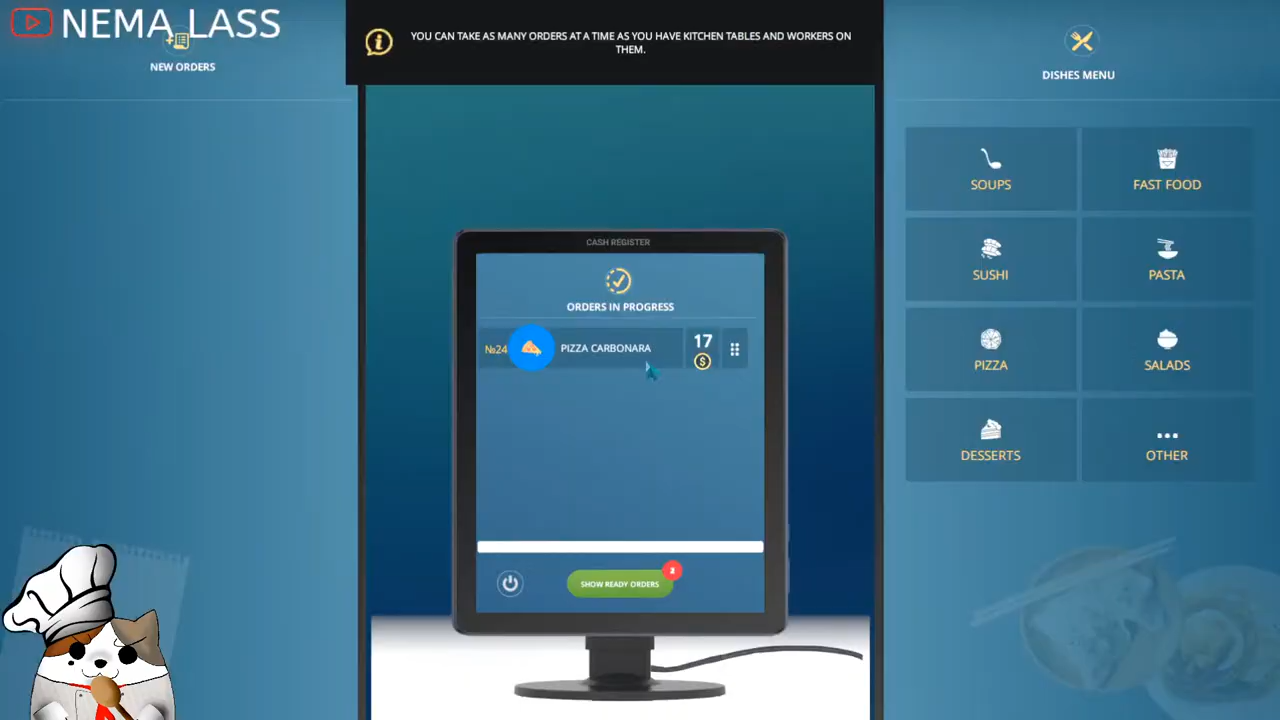 NEMA LASS
NEW ORDERS
YOU CAN TAKE AS MANY ORDERS AT A TIME AS YOU HAVE KITCHEN TABLES AND WORKERS ON
THEM.
DISHES MENU
SOUPS
FAST FOOD
SUSHI
PASTA
PIZZA
SALADS
DESSERTS
OTHER
CASH REGISTER
ORDERS IN PROGRESS
№24
PIZZA CARBONARA
17
SHOW READY ORDERS